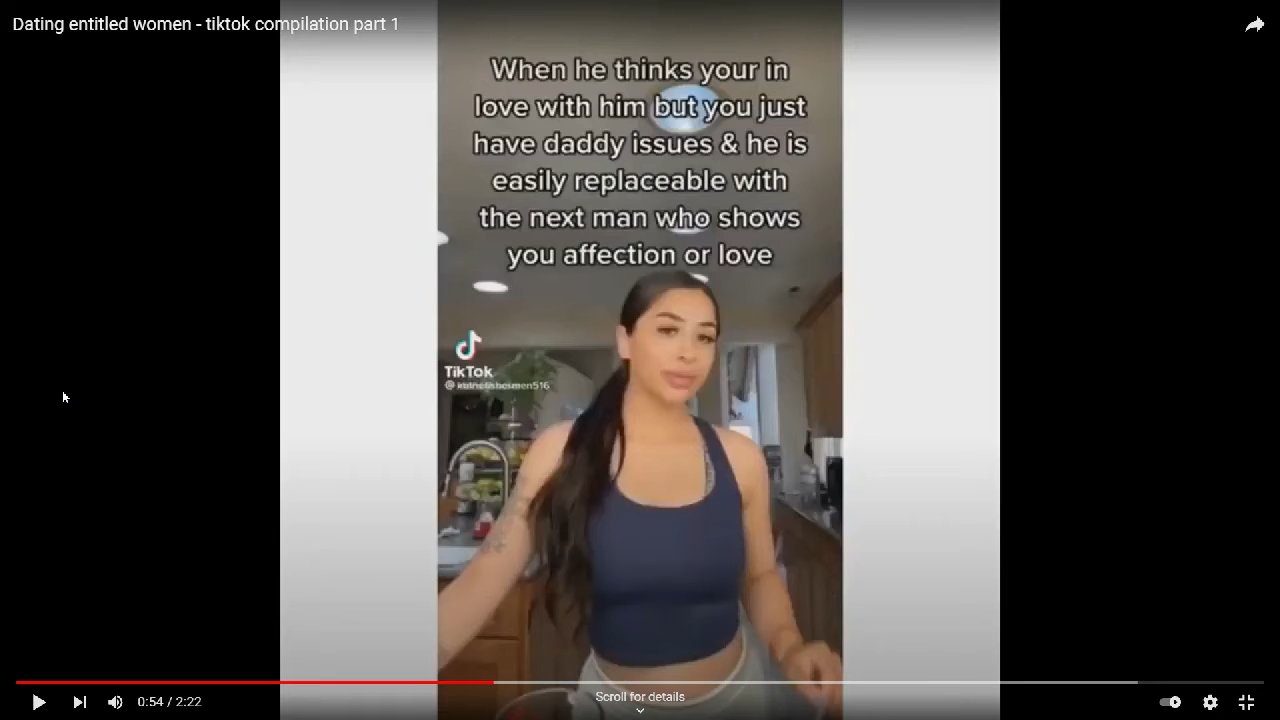 Dating entitled women - tiktok compilation part 1
When he thinks your in
love with him but you just
have daddy issues & he is
easily replaceable with
the next man who shows
you affection or love
TikTok
0:54 / 2:22
Scroll for details